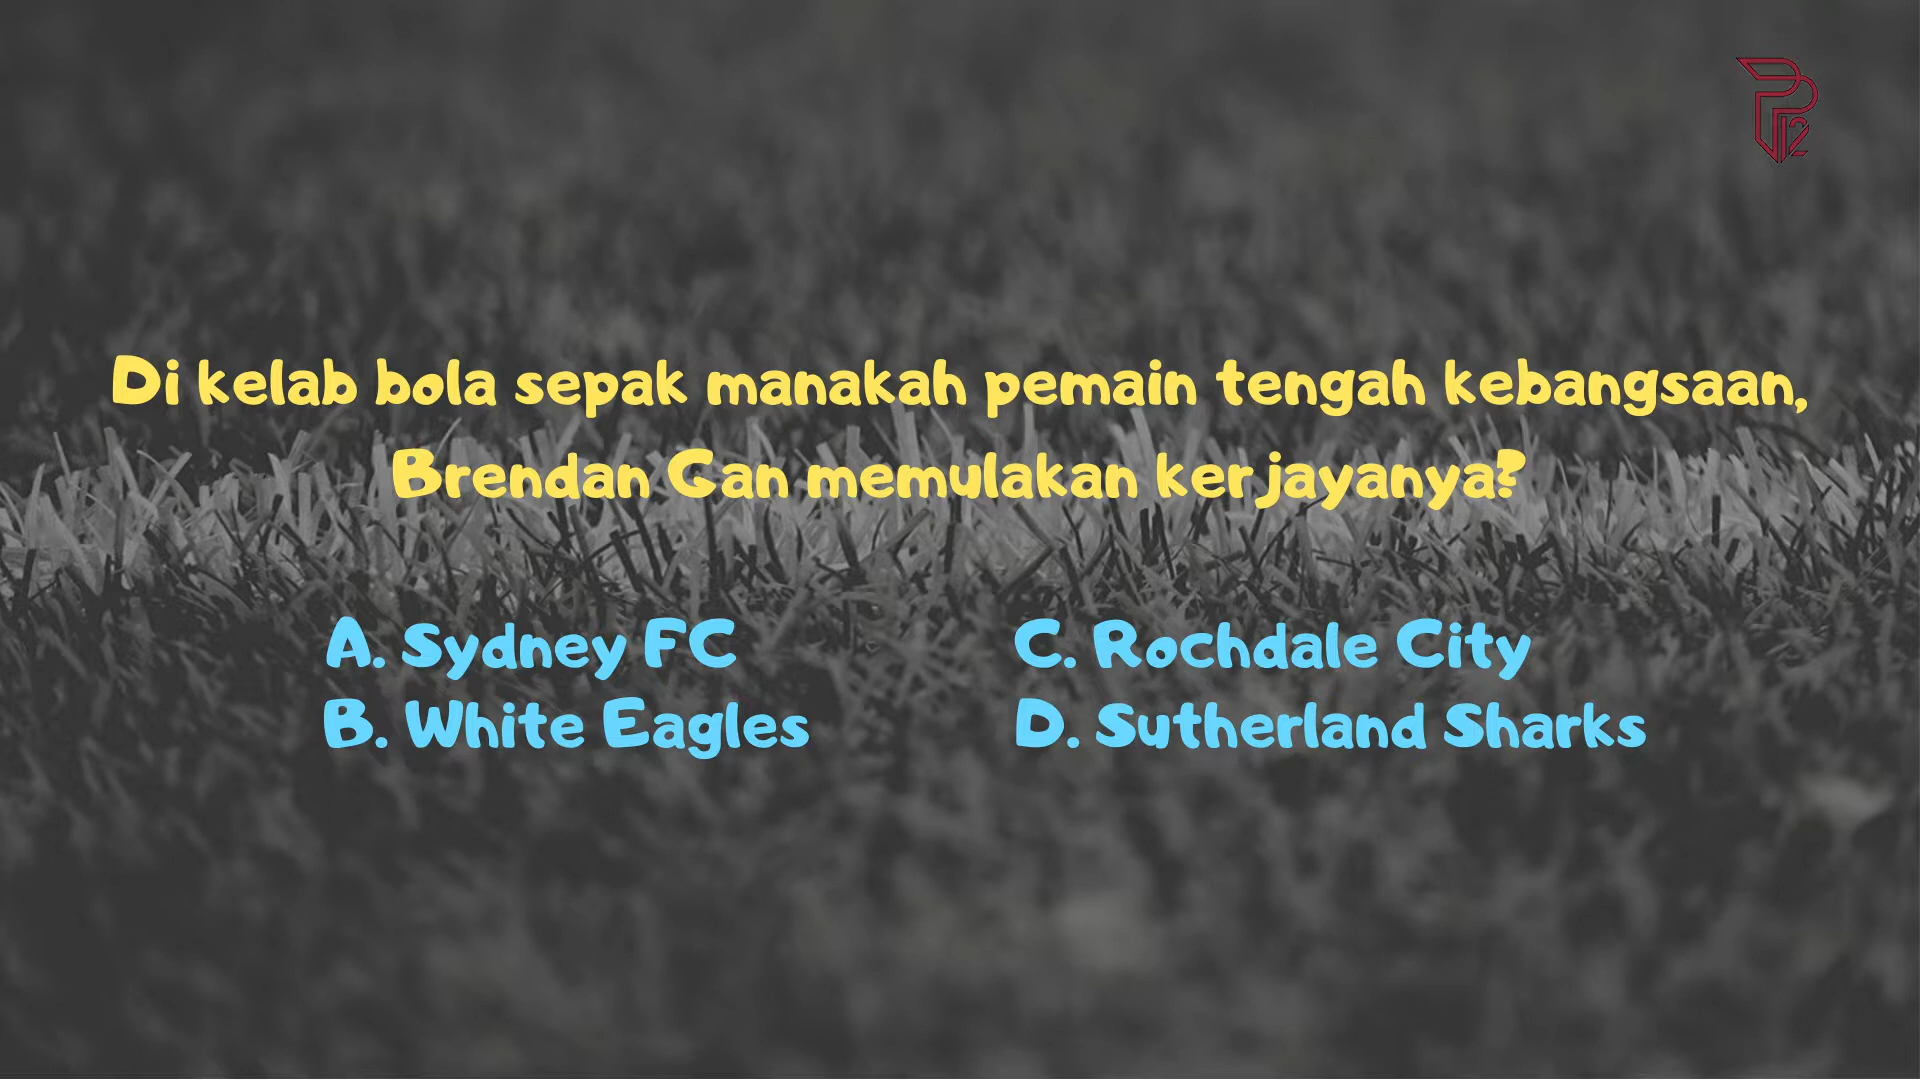 Di kelab bola sepak manakah pemain tengah kebangsaan,
Brendan Gan memulakan kerjayanya?
A. Sydney FC
B. White Eagles
C. Rochdale City
D. Sutherland Sharks